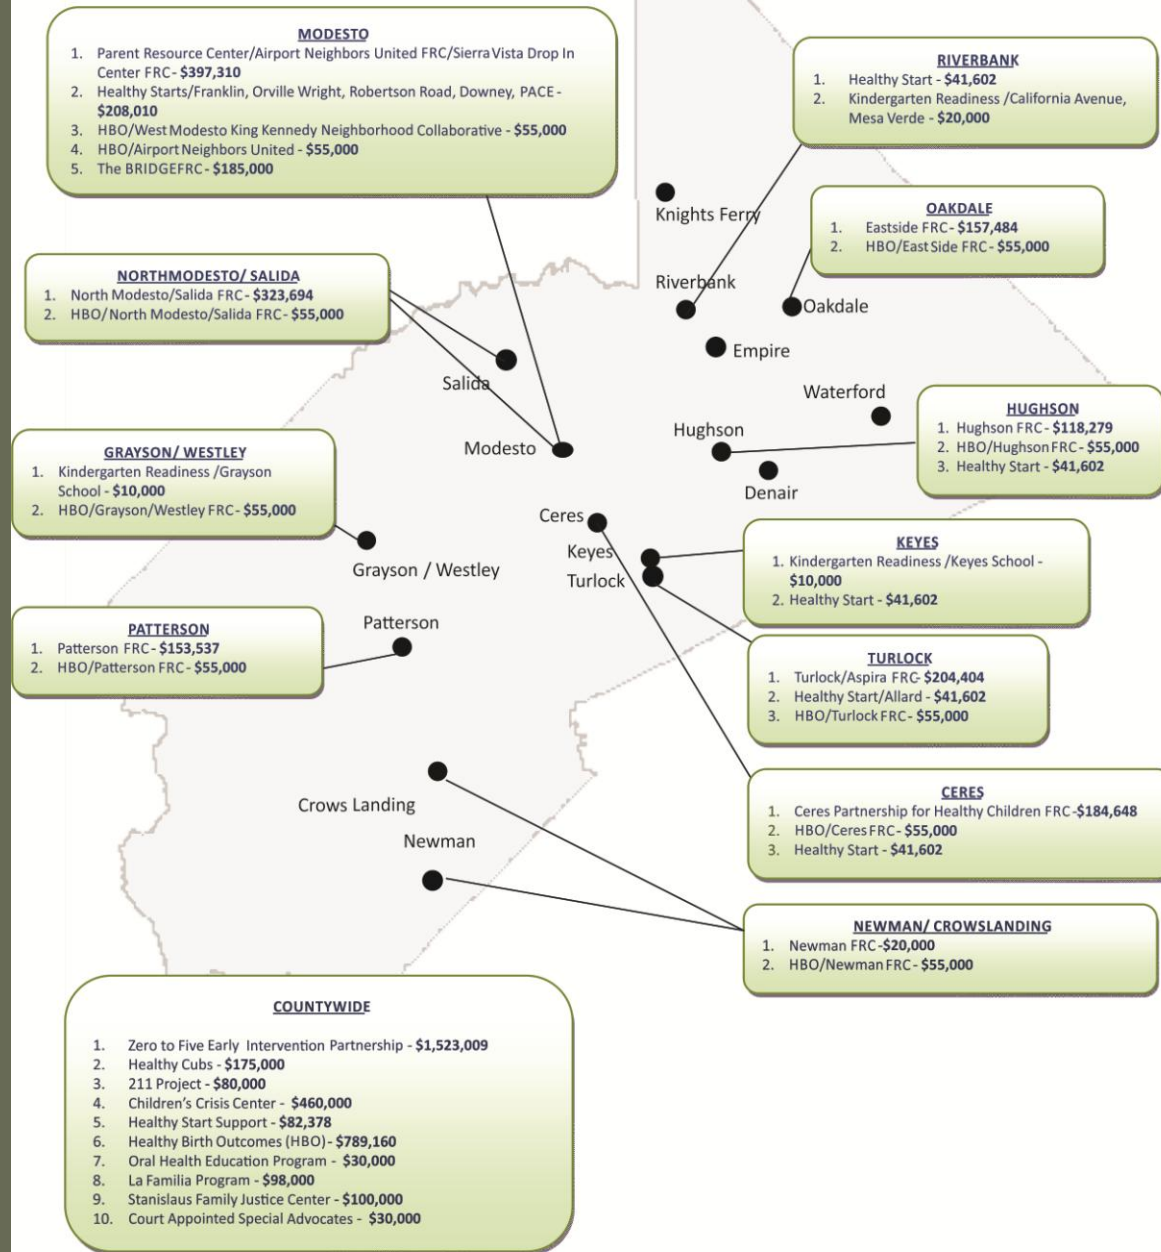 MODESTO
1. Parent Resource Center/Airport Neighbors United FRC/Sierra Vista Drop In
Center FRC- $397,310
2. Healthy Starts/Franklin, Orville Wright, Robertson Road, Downey, PACE -
$208,010
3. HBO/West Modesto King Kennedy Neighborhood Collaborative - $55,000
4. HBO/Airport Neighbors United - $55,000
5. The BRIDGEFRC - $185,000
RIVERBANK
1. Healthy Start - $41,602
2. Kindergarten Readiness /California Avenue,
Mesa Verde - $20,000
Knights Ferry
OAKDALE
1. Eastside FRC- $157,484
2. HBO/East Side FRC- $55,000
NORTHMODESTO/ SALIDA
1. North Modesto/Salida FRC- $323,694
2. HBO/ North Modesto/Salida FRC- $55,000
Riverbank
Oakdale
Empire
Salida
Waterford
HUGHSON
1. Hughson FRC- $118,279
2. HBO/Hughson FRC- $55,000
3. Healthy Start - $41,602
Hughson
Modesto
GRAYSON/ WESTLEY
1. Kindergarten Readiness /Grayson
School - $10,000
2. HBO/Grayson/Westley FRC- $55,000
Denair
Ceres
Keyes
Turlock
KEYES
1. Kindergarten Readiness /Keyes School -
$10,000
2. Healthy Start - $41,602
Grayson / Westley
PATTERSON
1. Patterson FRC- $153,537
2. HBO/Patterson FRC- $55,000
Patterson
TURLOCK
1. Turlock/Aspira FRC- $204,404
2. Healthy Start/Allard - $41,602
3. HBO/Turlock FRC- $55,000
Crows Landing
CERES
1. Ceres Partnership for Healthy Children FRC-$184,648
2. HBO/Ceres FRC- $55,000
3. Healthy Start - $41,602
Newman
NEWMAN/ CROWSLANDING
1. Newman FRC-$20,000
2. HBO/Newman FRC- $55,000
COUNTYWIDE
1. Zero to Five Early Intervention Partnership - $1,523,009
2. Healthy Cubs - $175,000
3. 211 Project - $80,000
4. Children's Crisis Center - $460,000
5. Healthy Start Support - $82,378
6. Healthy Birth Outcomes (HBO) - $789,160
7. Oral Health Education Program - $30,000
8. La Familia Program - $98,000
9. Stanislaus Family Justice Center - $100,000
10. Court Appointed Special Advocates - $30,000